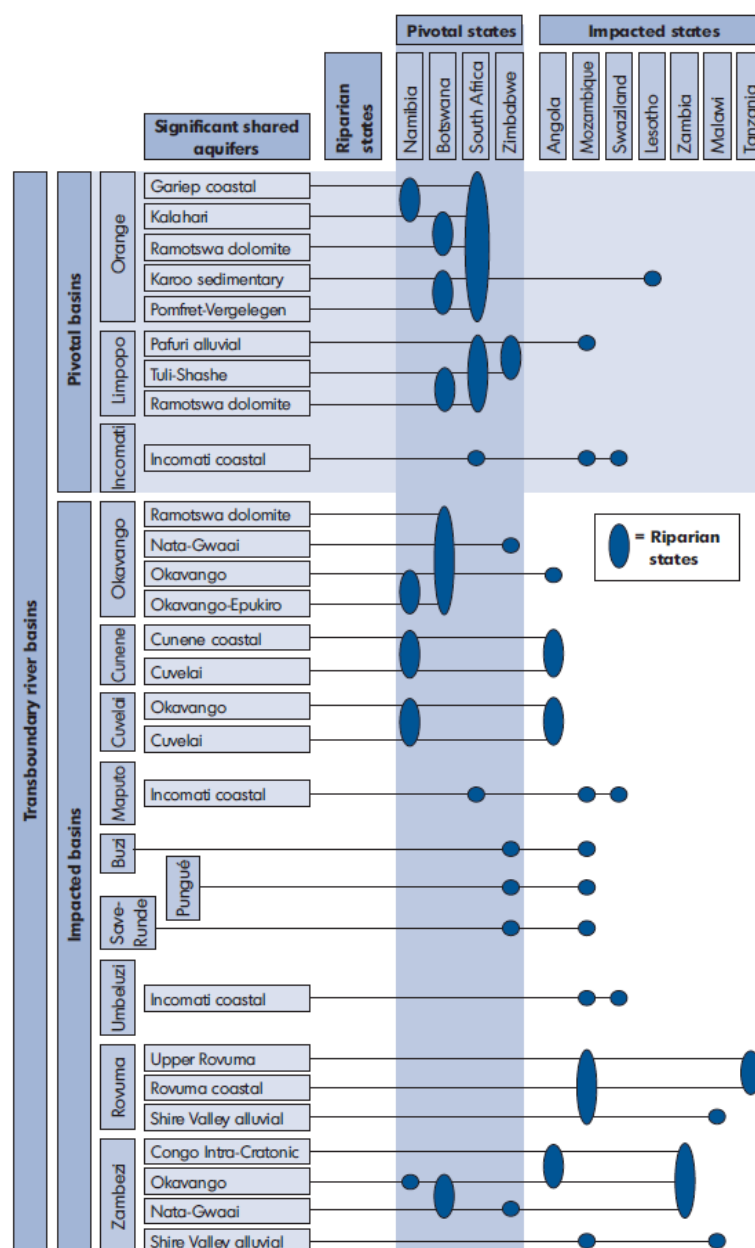 Pivotal states
Impacted states
Significant shared
aquifers
Riparian
states
Namibia
Botswana
South Africa
Zimbabwe
Angola
Mozambique
Swaziland
Lesotho
Zambia
Malawi
Tanzania
Transboundary river basins
Pivotal basins
Orange
Gariep coastal
Kalahari
Ramotswa dolomite
Karoo sedimentary
Pomfret-Vergelegen
Limpopo
Pafuri alluvial
Tuli-Shashe
Ramotswa dolomite
Incomati
Incomati coastal
Impacted basins
Okavango
Ramotswa dolomite
Nata-Gwaai
Okavango
Okavango-Epukiro
= Riparian
states
Cunene
Cunene coastal
Cuvelai
Cuvelai
Okavango
Cuvelai
Maputo
Incomati coastal
Buzi
Pungué
Save-
Runde
Umbeluzi
Incomati coastal
Rovuma
Upper Rovuma
Rovuma coastal
Shire Valley alluvial
Zambezi
Congo Intra-Cratonic
Okavango
Nata-Gwaai
Shire Valley alluvial